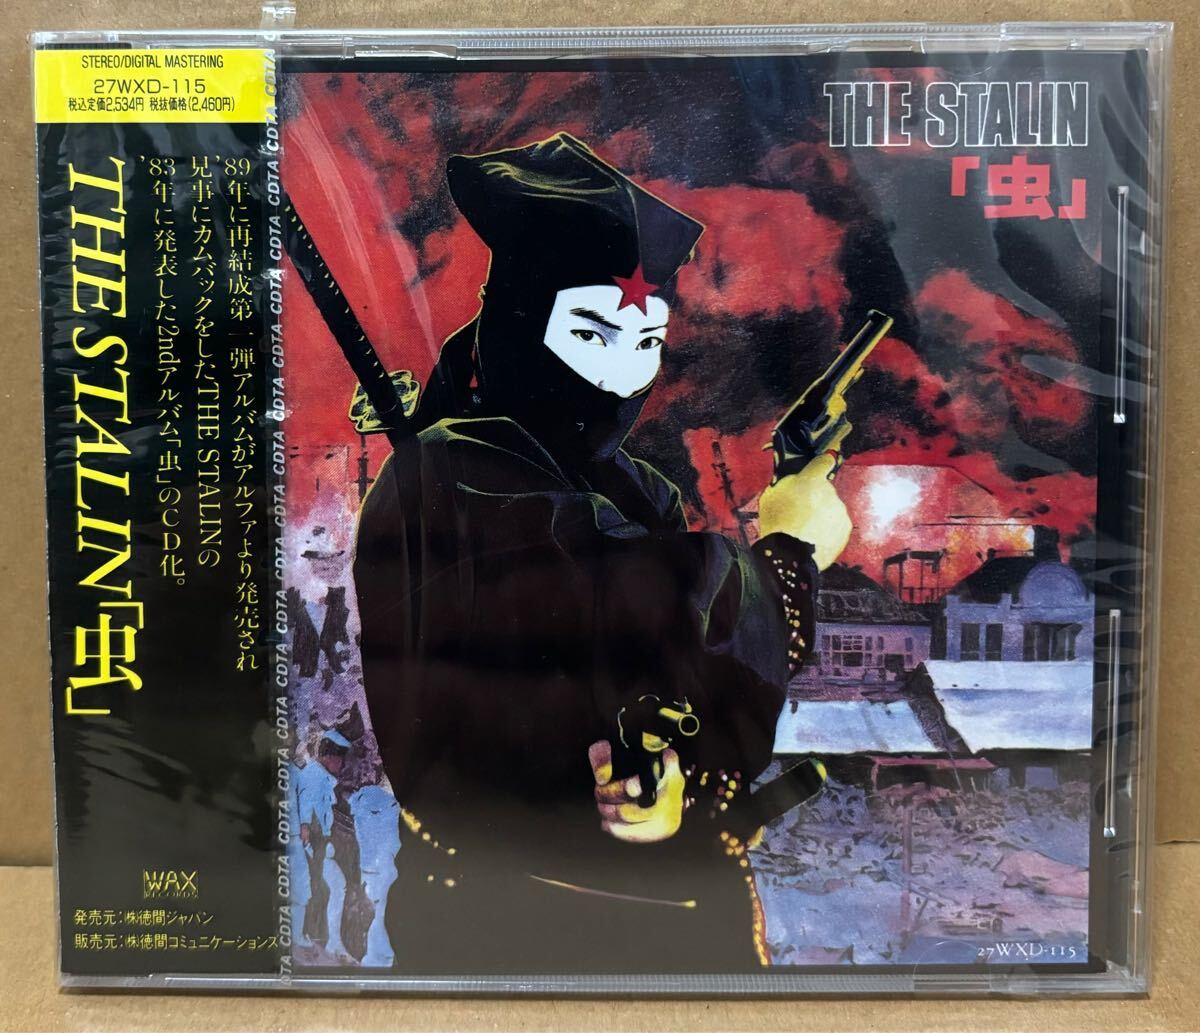 STEREO/DIGITAL MASTERING
27WXD-115
税込定価2,534円 税抜価格(2,460円)
'89年に再結成第一弾アルバムがアルファより発売され
見事にカムバックをしたTHE STALINの
'83年に発表した2ndアルバム「虫」のCD化。
THE STALIN「虫」
WAX
RECORDS
発売元:㈱徳間ジャパン
販売元:㈱徳間コミュニケーションズ
CDTA CDTA CDTA CDTA CDTA CDTA CDTA CDTA CDTA CDTA CDTA CDTA CDTA CDTA
THE STALIN
「虫」
27WXD-115